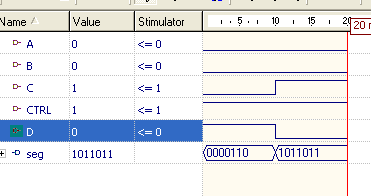 Name Value Stimulator 5 10 15 20
20 n
A 0 <= 0
B 0 <= 0
C 1 <= 1
CTRL 1 <= 1
D 0 <= 0
seg 1011011 0000110 1011011